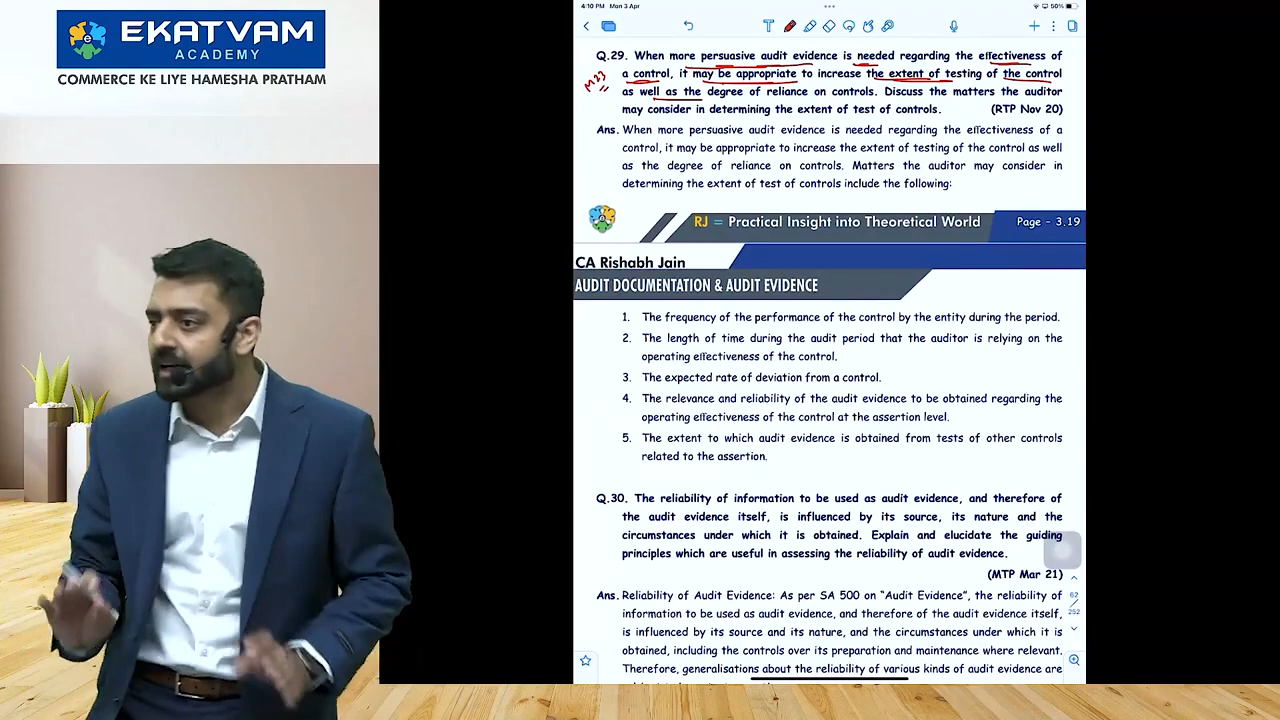 EKATVAM
ACADEMY
COMMERCE KE LIYE HAMESHA PRATHAM
4:10 PM Mon 3 Apr
50%
Q.29. When more persuasive audit evidence is needed regarding the effectiveness of
a control, it may be appropriate to increase the extent of testing of the control
M23
as well as the degree of reliance on controls. Discuss the matters the auditor
may consider in determining the extent of test of controls. (RTP Nov 20)
Ans. When more persuasive audit evidence is needed regarding the effectiveness of a
control, it may be appropriate to increase the extent of testing of the control as well
as the degree of reliance on controls. Matters the auditor may consider in
determining the extent of test of controls include the following:
RJ = Practical Insight into Theoretical World Page - 3.19
CA Rishabh Jain
AUDIT DOCUMENTATION & AUDIT EVIDENCE
1. The frequency of the performance of the control by the entity during the period.
2. The length of time during the audit period that the auditor is relying on the
operating effectiveness of the control.
3. The expected rate of deviation from a control.
4. The relevance and reliability of the audit evidence to be obtained regarding the
operating effectiveness of the control at the assertion level.
5. The extent to which audit evidence is obtained from tests of other controls
related to the assertion.
Q.30. The reliability of information to be used as audit evidence, and therefore of
the audit evidence itself, is influenced by its source, its nature and the
circumstances under which it is obtained. Explain and elucidate the guiding
principles which are useful in assessing the reliability of audit evidence.
(MTP Mar 21)
Ans. Reliability of Audit Evidence: As per SA 500 on "Audit Evidence", the reliability of
information to be used as audit evidence, and therefore of the audit evidence itself,
is influenced by its source and its nature, and the circumstances under which it is
obtained, including the controls over its preparation and maintenance where relevant.
Therefore, generalisations about the reliability of various kinds of audit evidence are
62
252